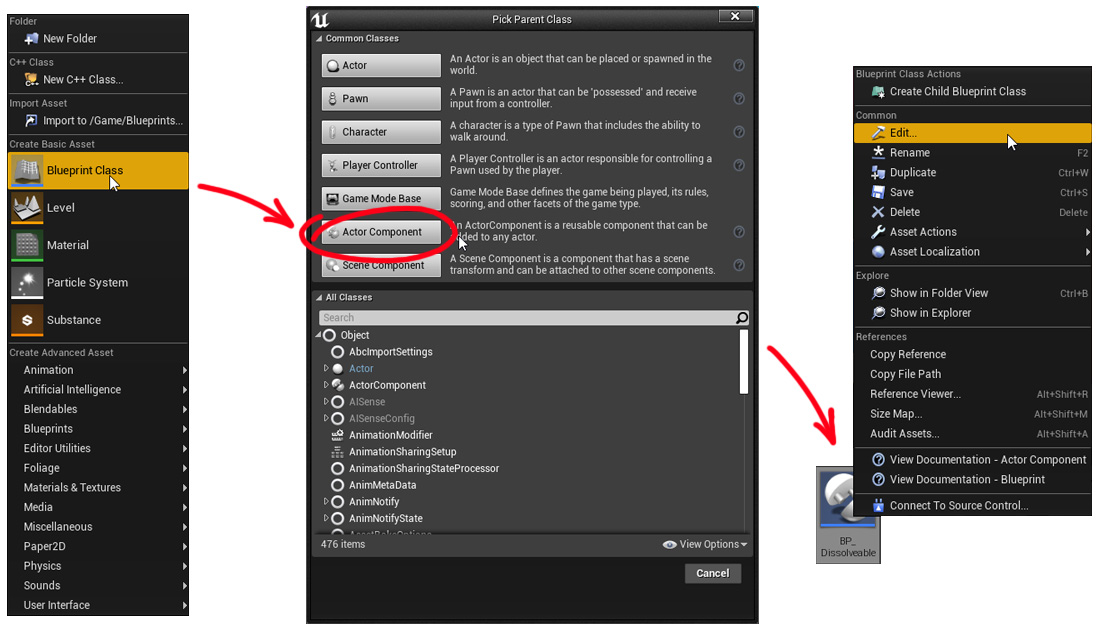 Folder
New Folder
C++ Class
New C++ Class...
Import Asset
Import to /Game/Blueprints...
Create Basic Asset
Blueprint Class
Level
Material
Particle System
Substance
Create Advanced Asset
Animation
Artificial Intelligence
Blendables
Blueprints
Editor Utilities
Foliage
Materials & Textures
Media
Miscellaneous
Paper2D
Physics
Sounds
User Interface
Pick Parent Class
Common Classes
Actor
An Actor is an object that can be placed or spawned in the
world.
Pawn
A Pawn is an actor that can be 'possessed' and receive
input from a controller.
Character
A character is a type of Pawn that includes the ability to
walk around.
Player Controller
A Player Controller is an actor responsible for controlling a
Pawn used by the player.
Game Mode Base
Game Mode Base defines the game being played, its rules,
scoring, and other facets of the game type.
Actor Component
An ActorComponent is a reusable component that can be
added to any actor.
Scene Component
A Scene Component is a component that has a scene
transform and can be attached to other scene components.
All Classes
Search
Object
AbcImportSettings
Actor
ActorComponent
AISense
AISenseConfig
AnimationModifier
AnimationSharingSetup
AnimationSharingStateProcessor
AnimMetaData
AnimNotify
AnimNotifyState
476 items
View Options
Cancel
Blueprint Class Actions
Create Child Blueprint Class
Common
Edit...
Rename F2
Duplicate Ctrl+W
Save Ctrl+S
Delete Delete
Asset Actions
Asset Localization
Explore
Show in Folder View Ctrl+B
Show in Explorer
References
Copy Reference
Copy File Path
Reference Viewer... Alt+Shift+R
Size Map... Alt+Shift+M
Audit Assets... Alt+Shift+A
View Documentation - Actor Component
View Documentation - Blueprint
Connect To Source Control...
BP_
Dissolveable